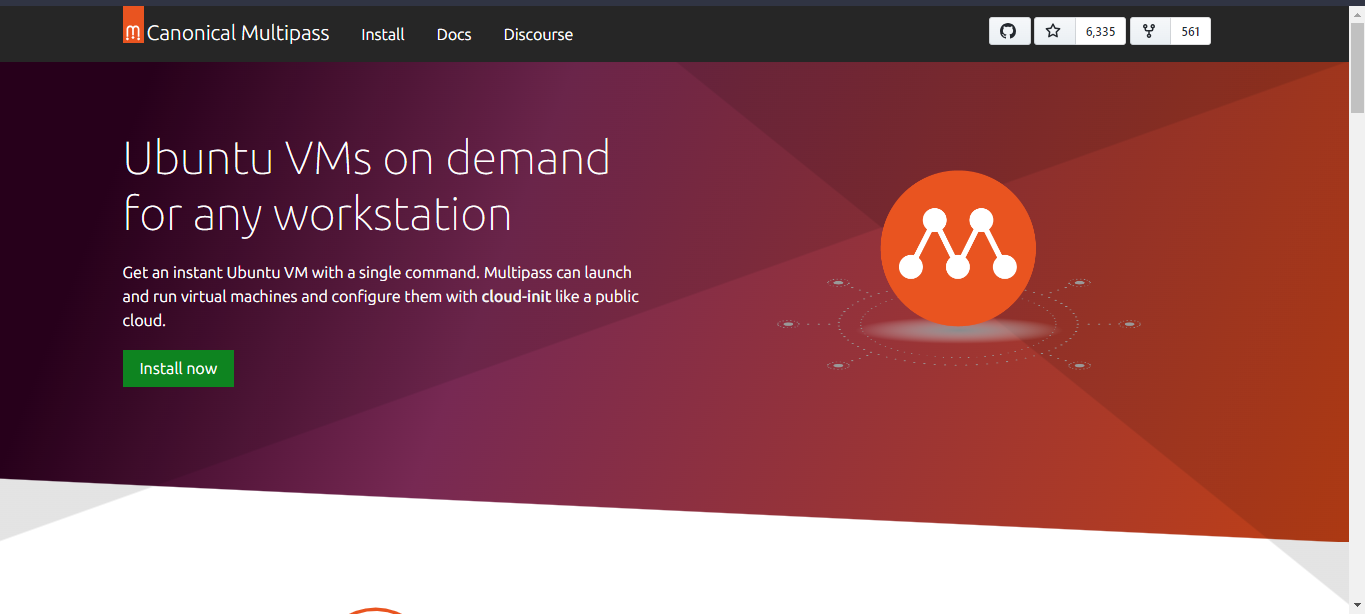 Canonical Multipass
Install
Docs
Discourse
6,335
561
Ubuntu VMs on demand
for any workstation
Get an instant Ubuntu VM with a single command. Multipass can launch
and run virtual machines and configure them with cloud-init like a public
cloud.
Install now